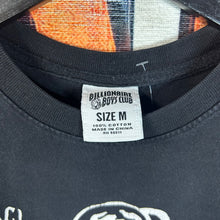 BILLIONAIRE
BOYS CLUB
SIZE M
100% COTTON
MADE IN CHINA